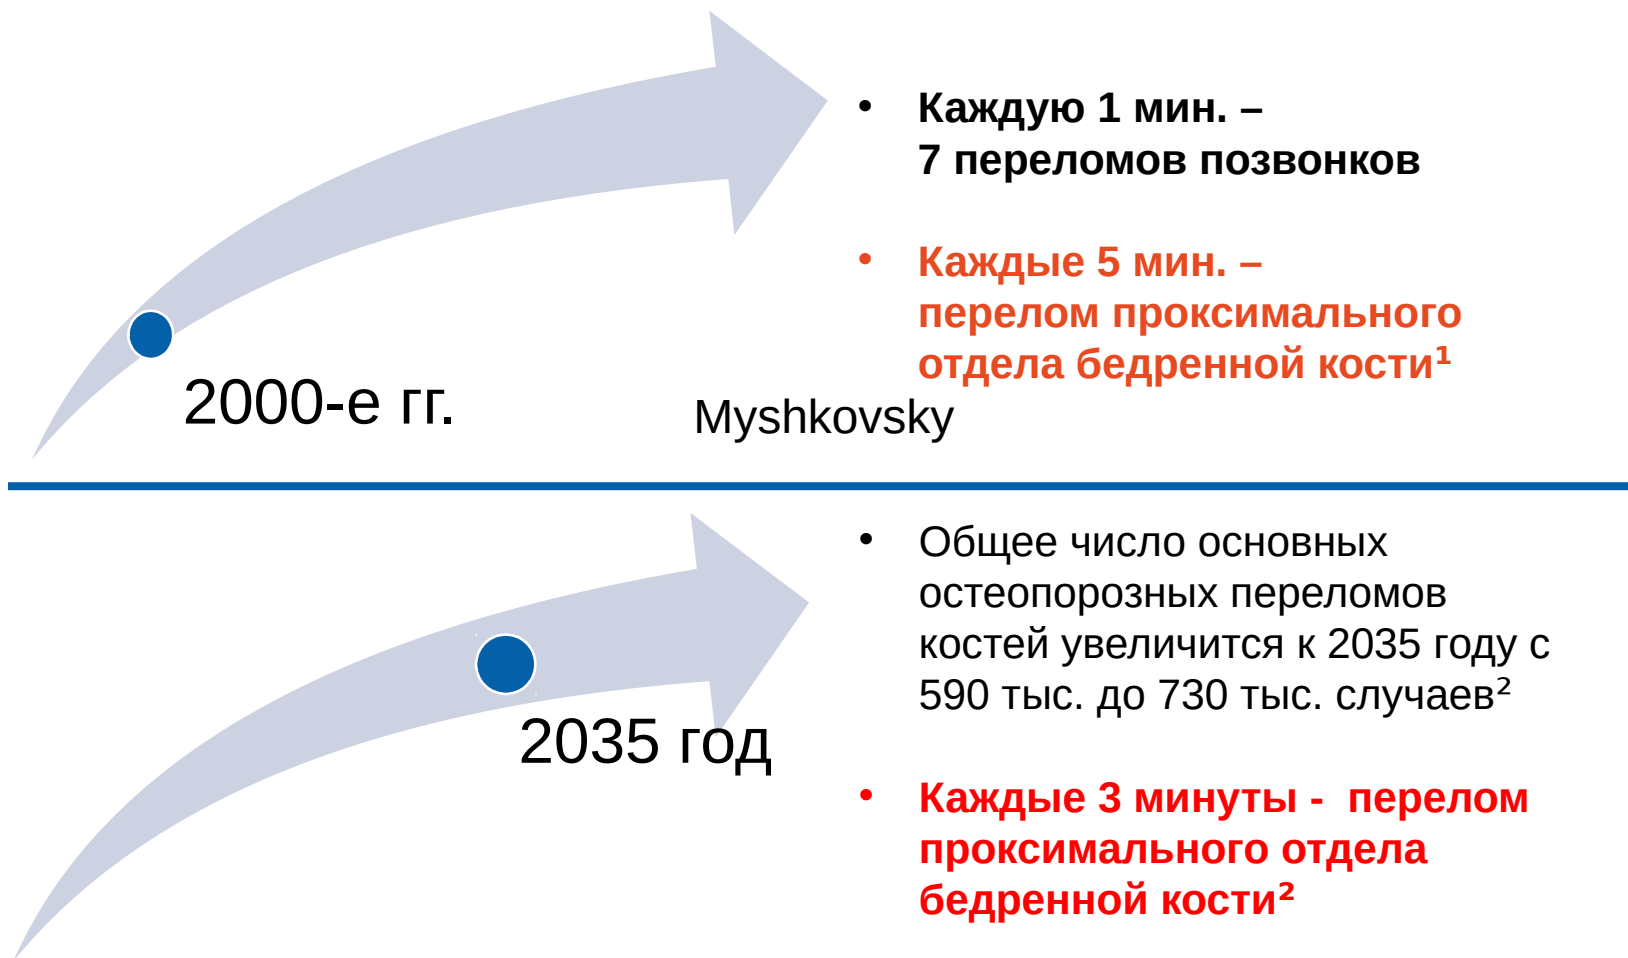 • Каждую 1 мин. –
7 переломов позвонков
• Каждые 5 мин. –
перелом проксимального
отдела бедренной кости¹
2000-е гг.
Myshkovsky
• Общее число основных
остеопорозных переломов
костей увеличится к 2035 году с
590 тыс. до 730 тыс. случаев²
2035 год
• Каждые 3 минуты -  перелом
проксимального отдела
бедренной кости²